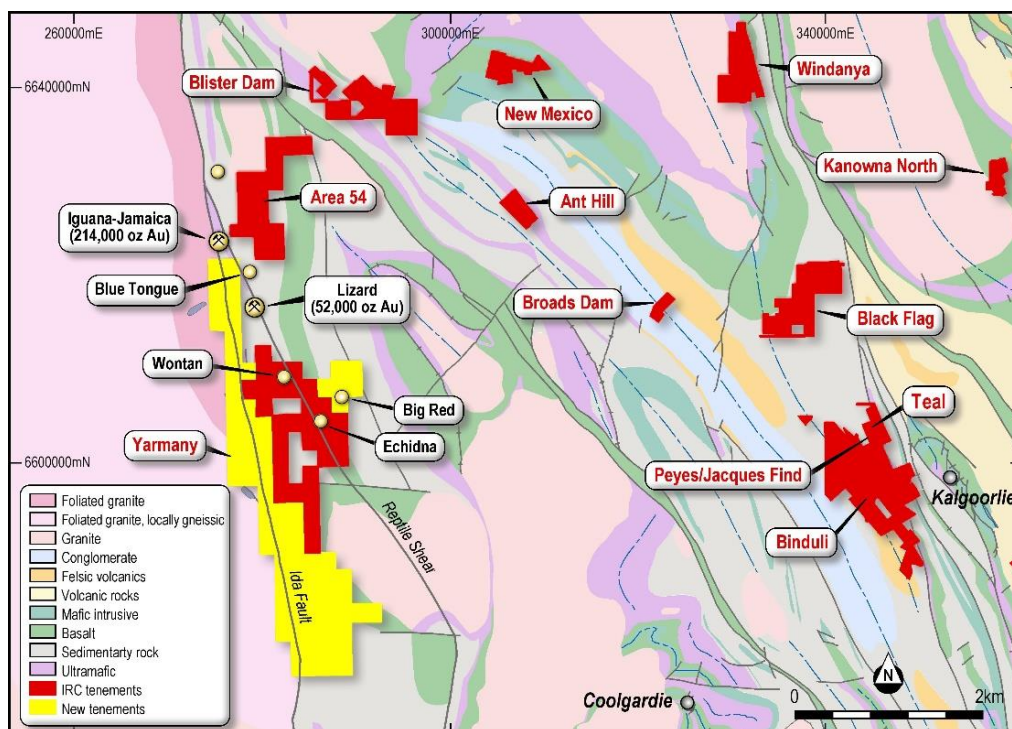 260000mE
300000mE
340000mE
6640000mN
Blister Dam
New Mexico
Windanya
Kanowna North
Area 54
Ant Hill
Iguana-Jamaica
(214,000 oz Au)
Blue Tongue
Lizard
(52,000 oz Au)
Broads Dam
Black Flag
Wontan
Big Red
Teal
Yarmany
Echidna
6600000mN
Peyes/Jacques Find
Kalgoorlie
Binduli
Reptile Shear
Ida Fault
Foliated granite
Foliated granite, locally gneissic
Granite
Conglomerate
Felsic volcanics
Volcanic rocks
Mafic intrusive
Basalt
Sedimentarty rock
Ultramafic
IRC tenements
New tenements
Coolgardie
N
0
2km